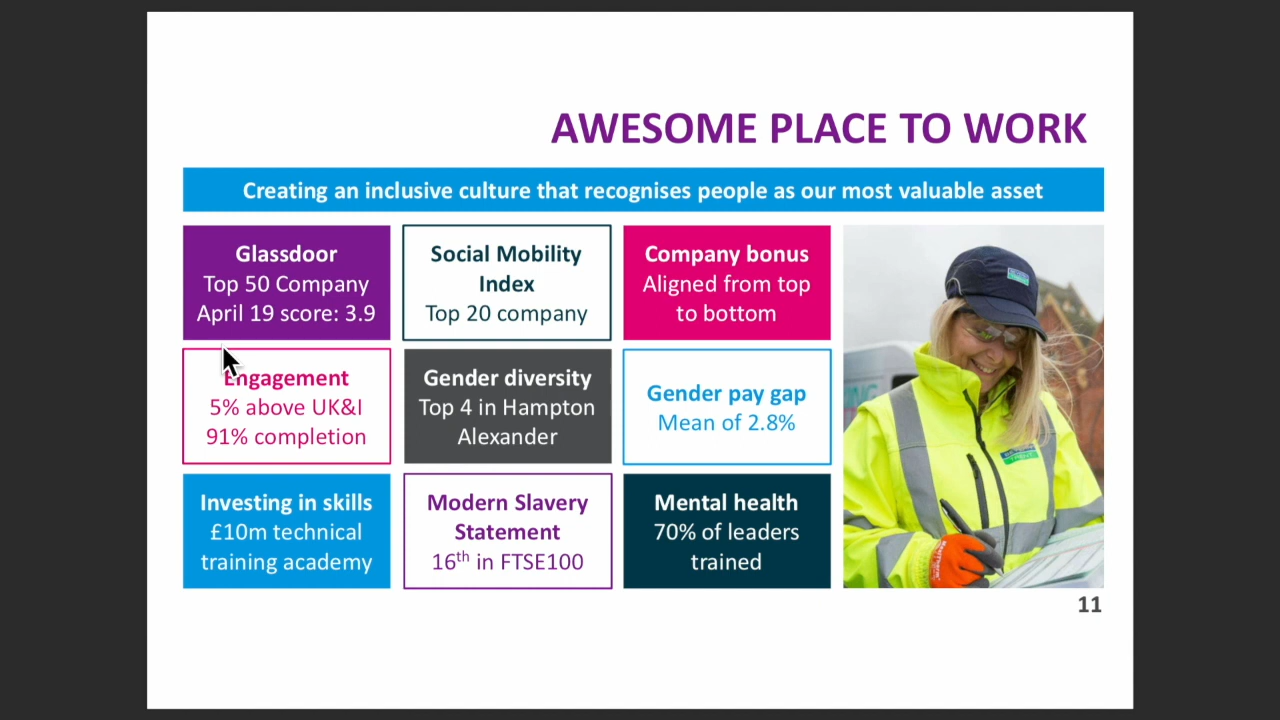 AWESOME PLACE TO WORK
Creating an inclusive culture that recognises people as our most valuable asset
Glassdoor
Top 50 Company
April 19 score: 3.9
Social Mobility
Index
Top 20 company
Company bonus
Aligned from top
to bottom
Engagement
5% above UK&I
91% completion
Gender diversity
Top 4 in Hampton
Alexander
Gender pay gap
Mean of 2.8%
Investing in skills
£10m technical
training academy
Modern Slavery
Statement
16th in FTSE100
Mental health
70% of leaders
trained
11